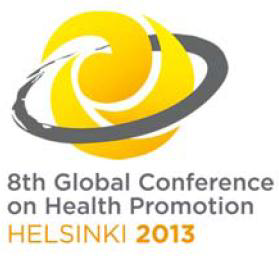 8th Global Conference
on Health Promotion
HELSINKI 2013